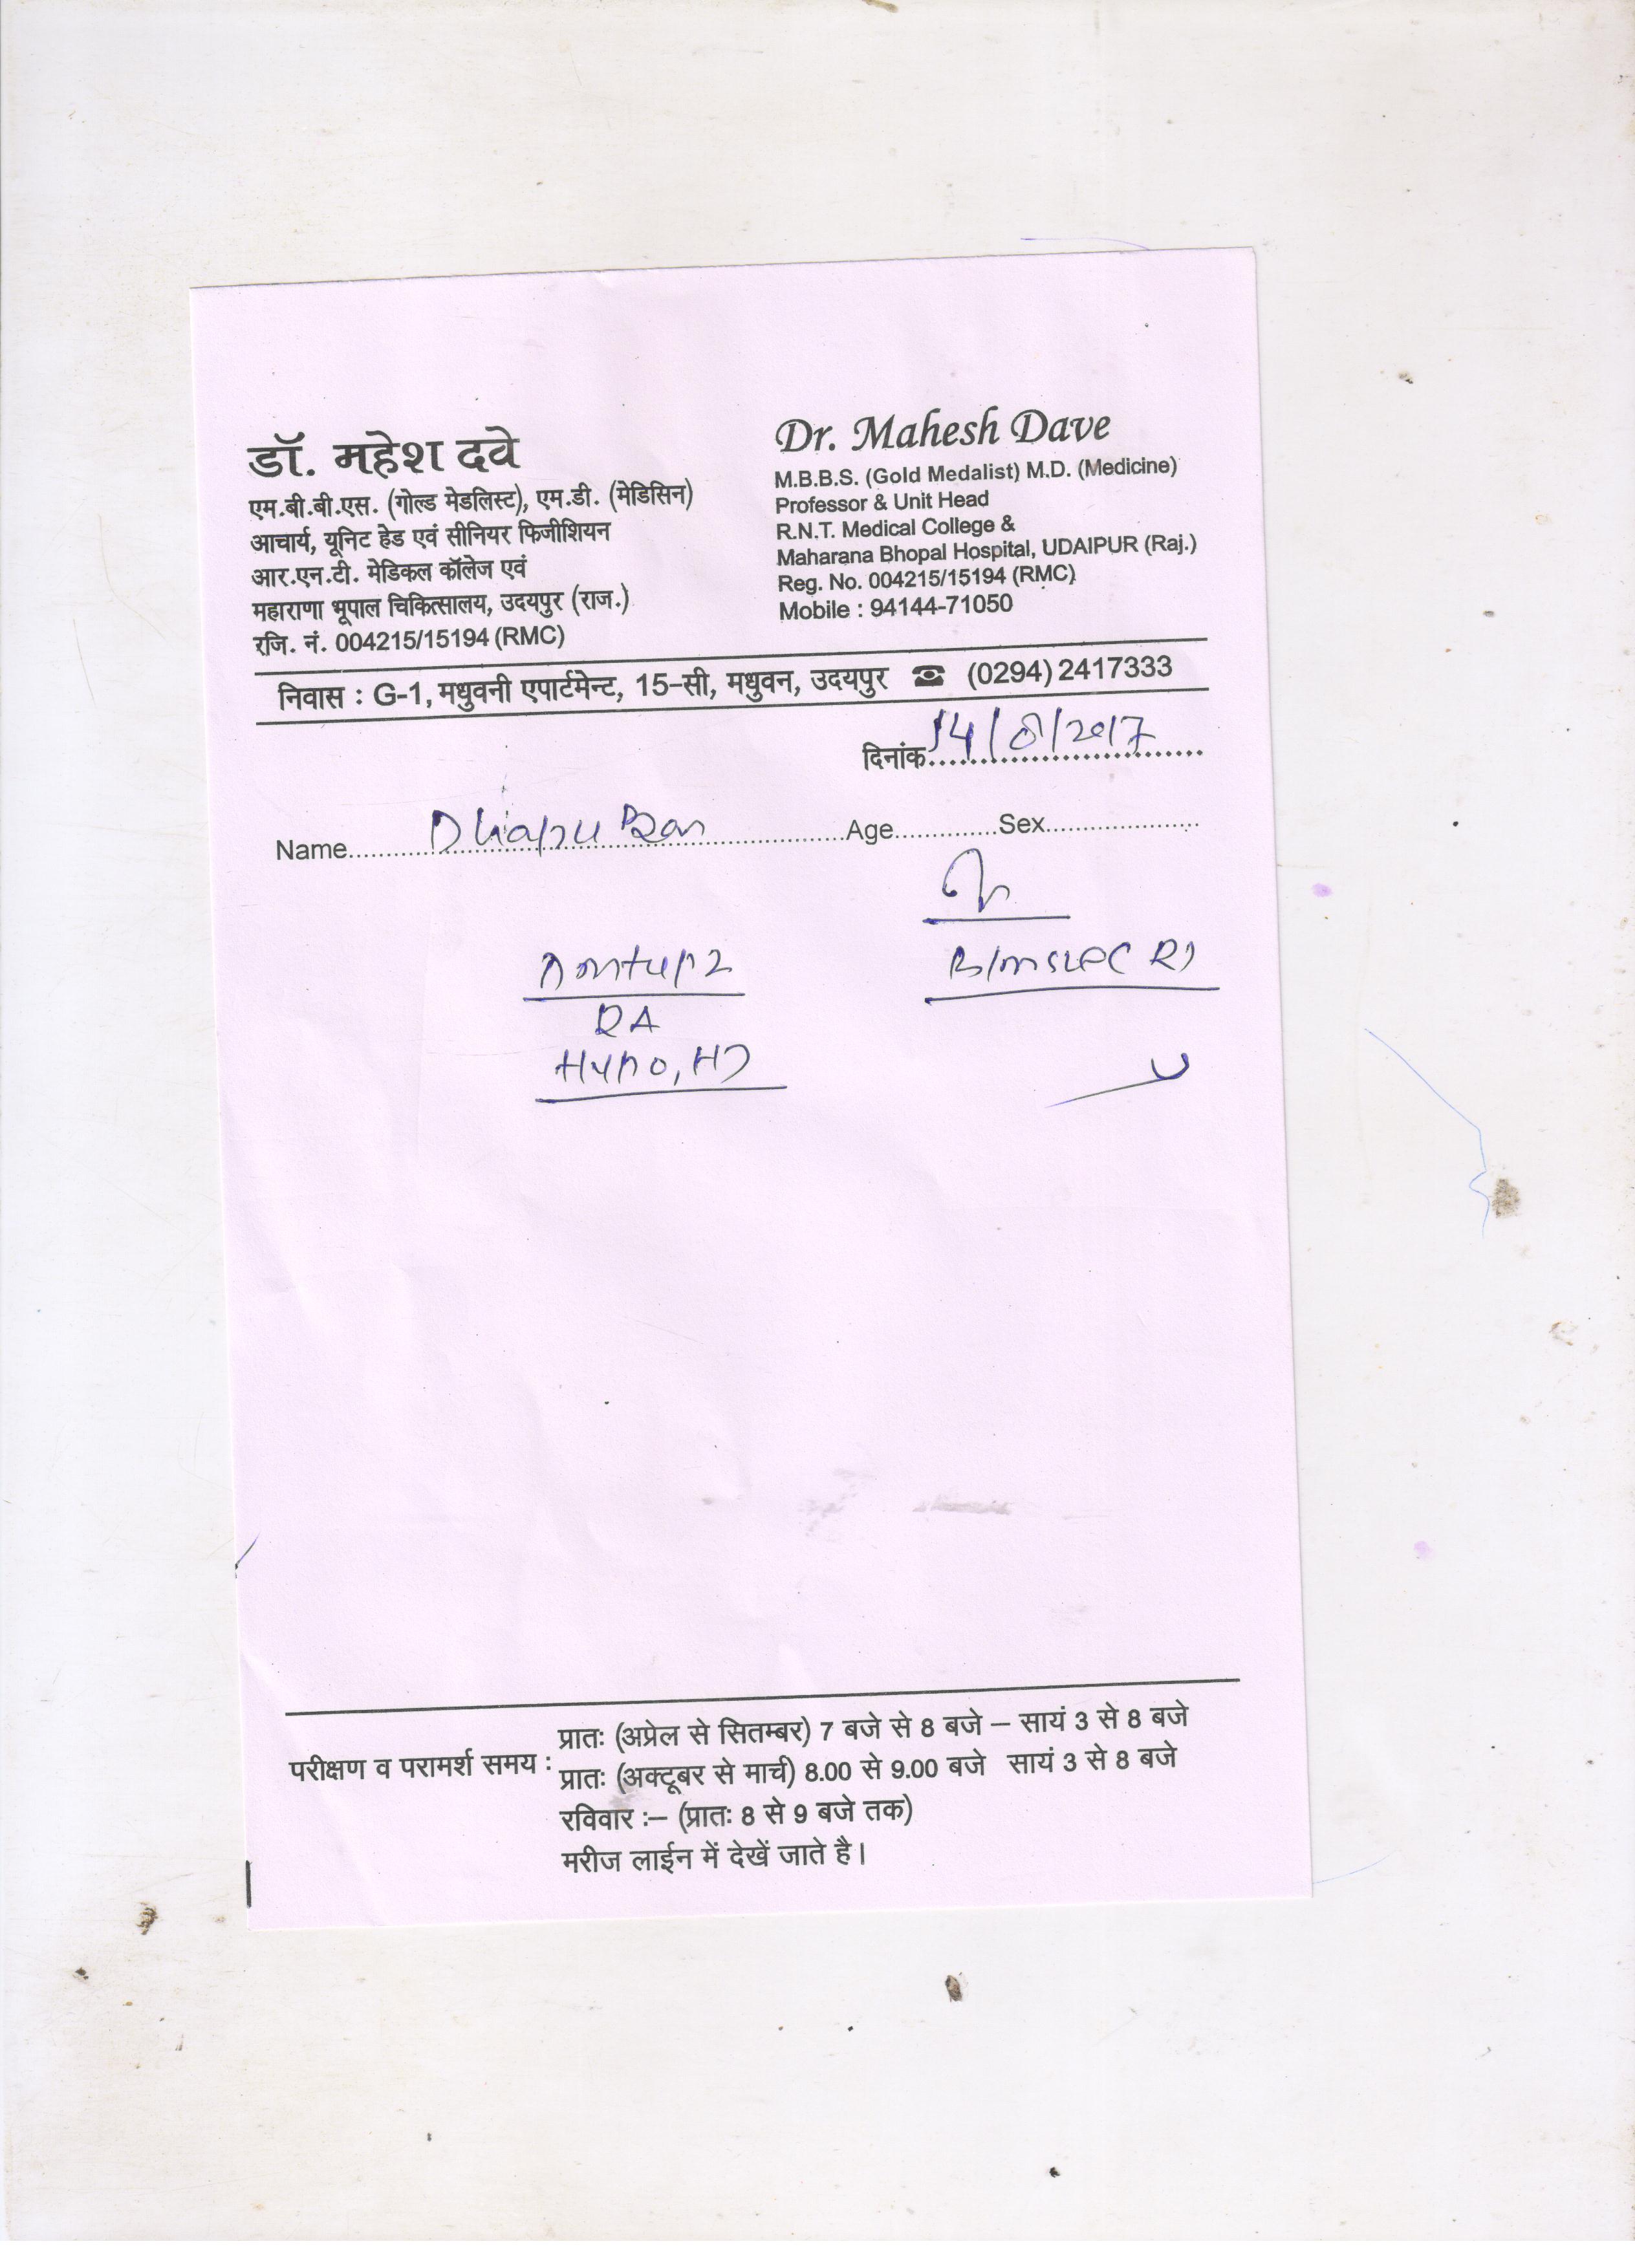 डॉ. महेश दवे
एम.बी.बी.एस. (गोल्ड मेडलिस्ट), एम.डी. (मेडिसिन)
आचार्य, यूनिट हेड एवं सीनियर फिजीशियन
आर.एन.टी. मेडिकल कॉलेज एवं
महाराणा भूपाल चिकित्सालय, उदयपुर (राज.)
रजि. नं. 004215/15194 (RMC)
Dr. Mahesh Dave
M.B.B.S. (Gold Medalist) M.D. (Medicine)
Professor & Unit Head
R.N.T. Medical College &
Maharana Bhopal Hospital, UDAIPUR (Raj.)
Reg. No. 004215/15194 (RMC)
Mobile : 94144-71050
निवास : G-1, मधुवनी एपार्टमेन्ट, 15-सी, मधुवन, उदयपुर ☎ (0294) 2417333
दिनांक 14/8/2017
Name Dhapu Age Sex
RA
परीक्षण व परामर्श समय : प्रातः (अप्रेल से सितम्बर) 7 बजे से 8 बजे – सायं 3 से 8 बजे
प्रातः (अक्टूबर से मार्च) 8.00 से 9.00 बजे सायं 3 से 8 बजे
रविवार :– (प्रातः 8 से 9 बजे तक)
मरीज लाईन में देखें जाते है।